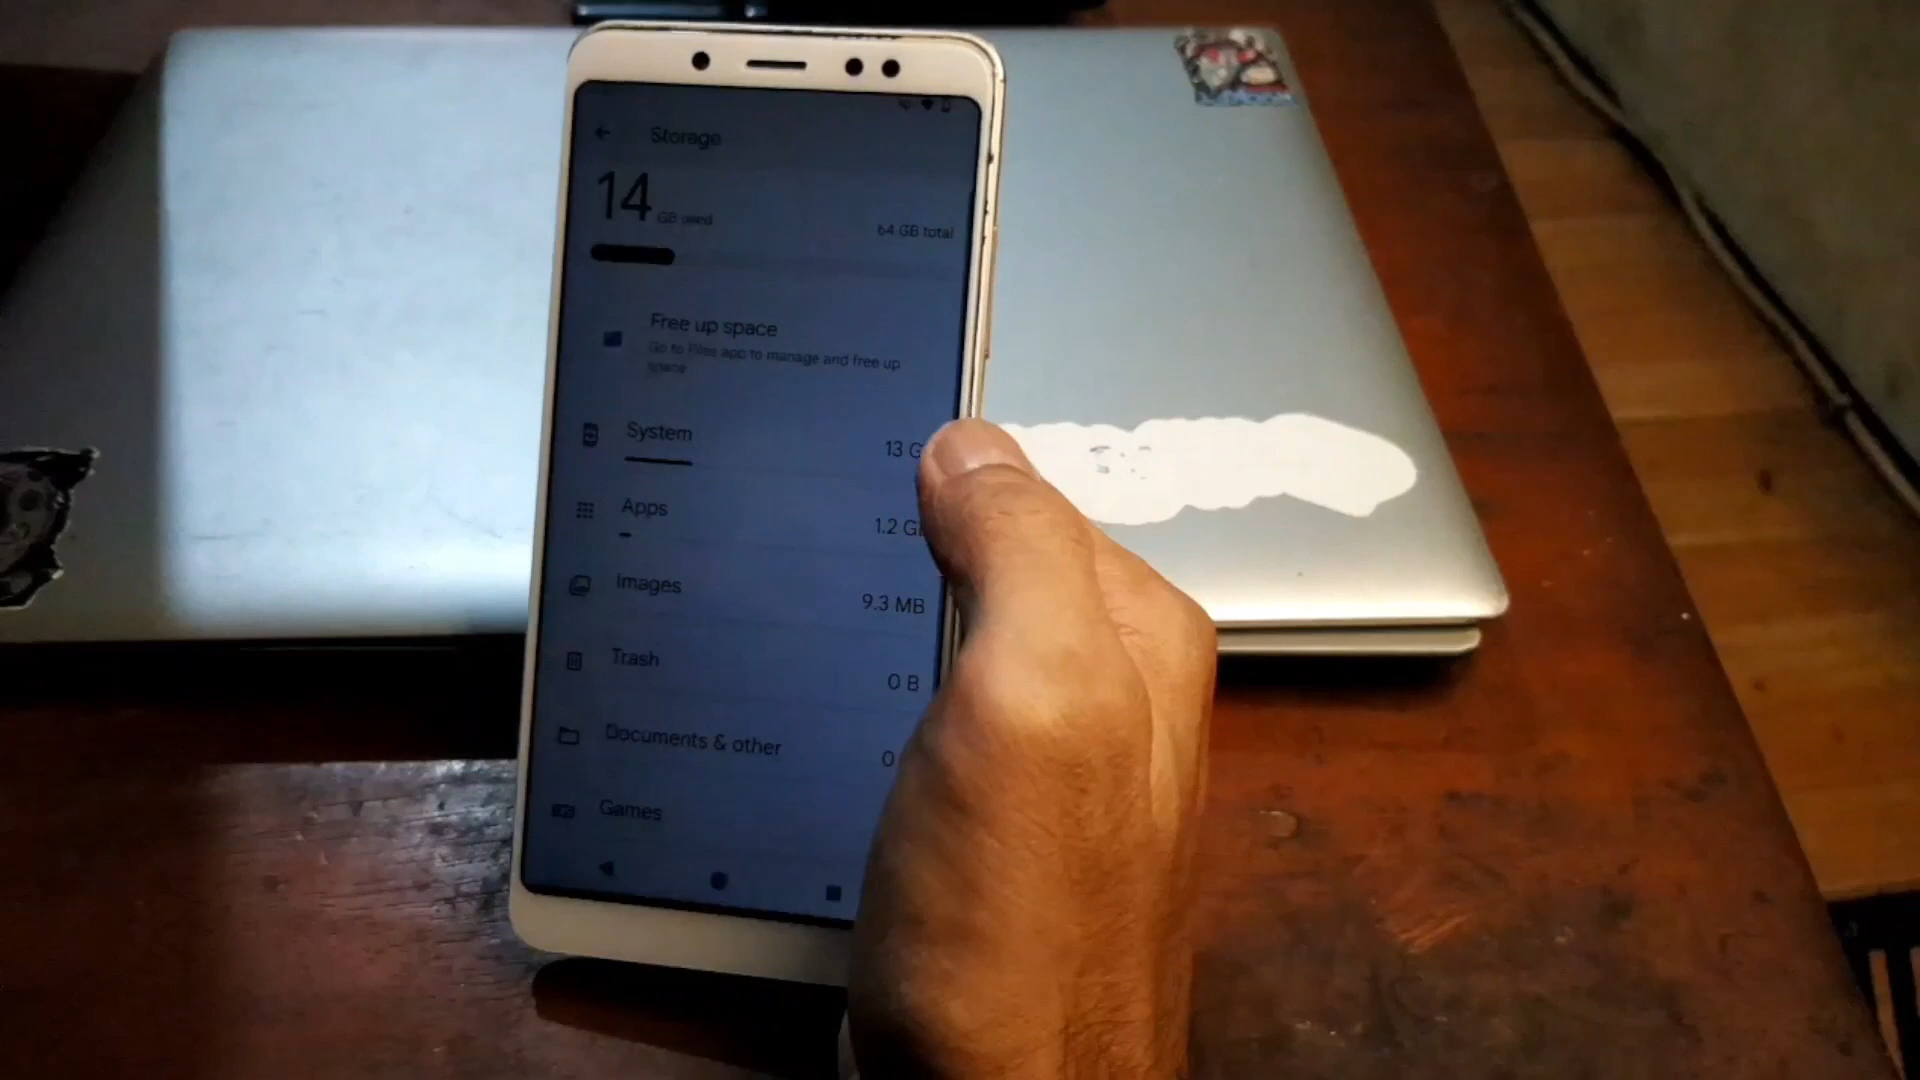 Storage
14 GB used
64 GB total
Free up space
Go to Files app to manage and free up
space
System
13 G
Apps
1.2 G
Images
9.3 MB
Trash
0 B
Documents & other
0
Games